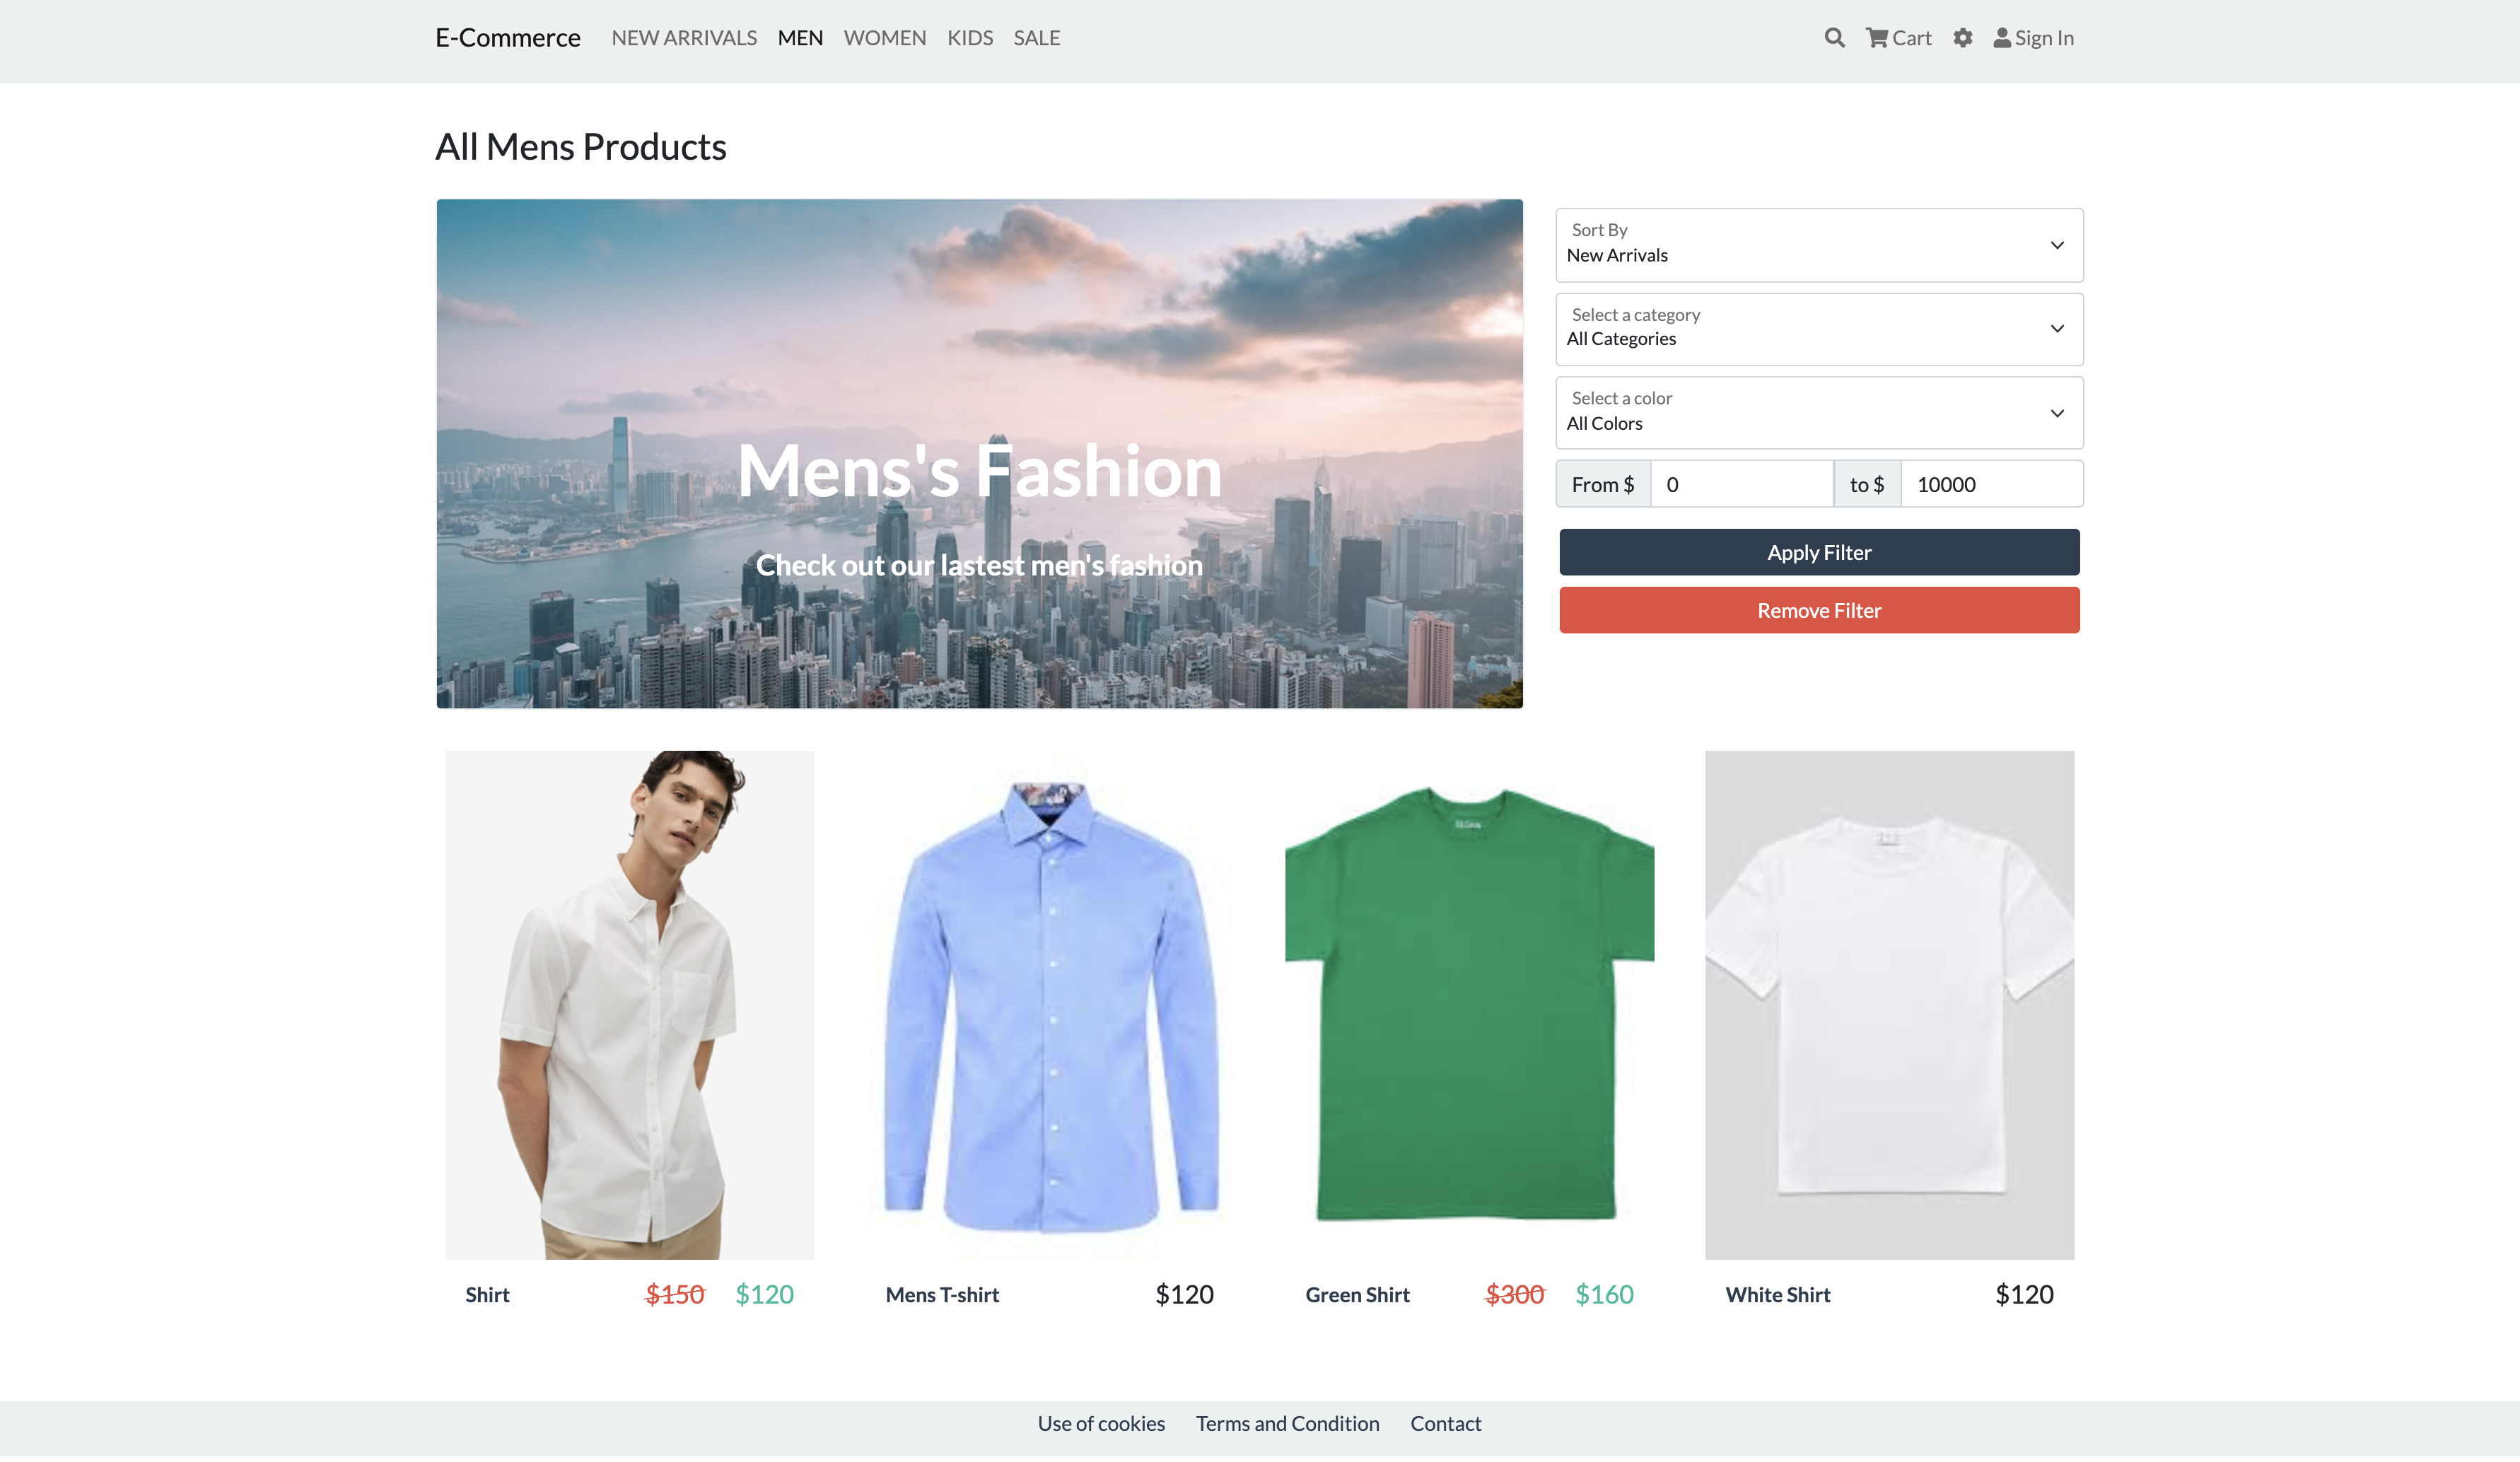 E-Commerce NEW ARRIVALS MEN WOMEN KIDS SALE Cart Sign In
All Mens Products
Mens's Fashion
Check out our lastest men's fashion
Sort By
New Arrivals
Select a category
All Categories
Select a color
All Colors
From $ 0 to $ 10000
Apply Filter
Remove Filter
Shirt $150 $120
Mens T-shirt $120
Green Shirt $300 $160
White Shirt $120
Use of cookies Terms and Condition Contact